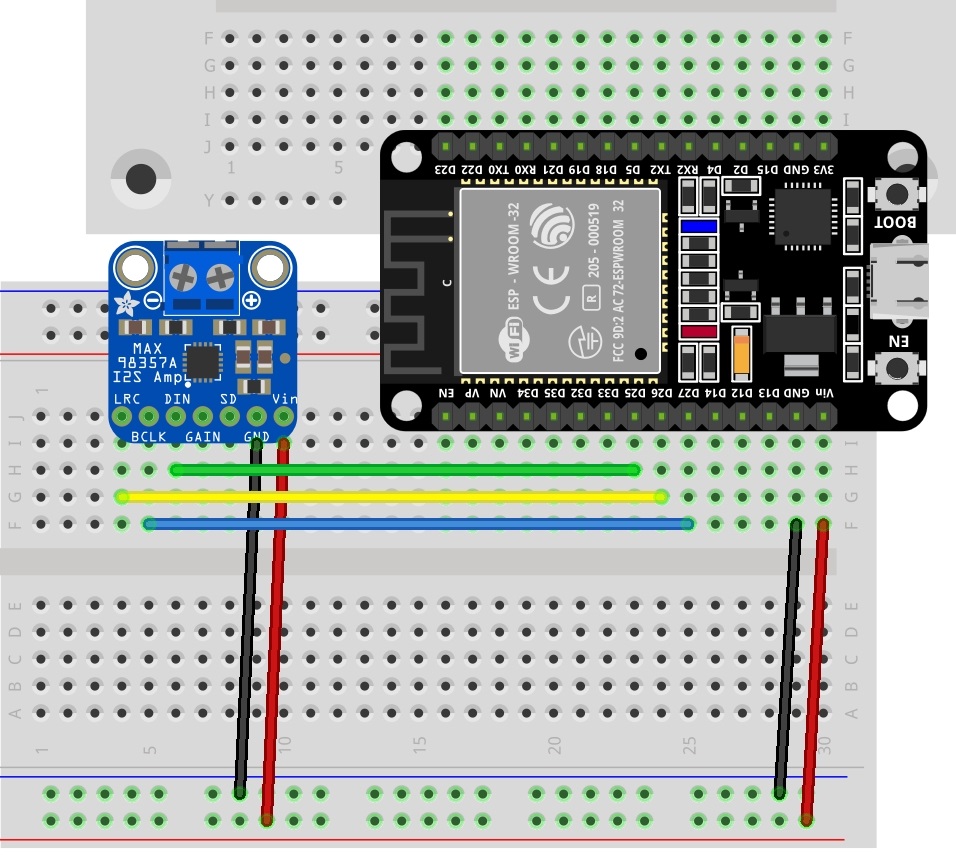 F F
G G
H H
I I
J
1 5
Y
D23 D22 TX0 RX0 D21 D19 D18 D5 TX2 RX2 D4 D2 D15 GND 3V3
BOOT
ESP - WROOM -32
CE
205 - 000519
R
WiFi
FCC 9D:2 AC 72-ESPWROOM 32
C
EN
EN VP VN D34 D35 D32 D33 D25 D26 D27 D14 D12 D13 GND Vin
MAX
98357A
I2S Amp
LRC DIN SD Vin
BCLK GAIN GND
1
J
I I
H H
G G
F F
E E
D D
C C
B B
A A
1 5 10 15 20 25 30